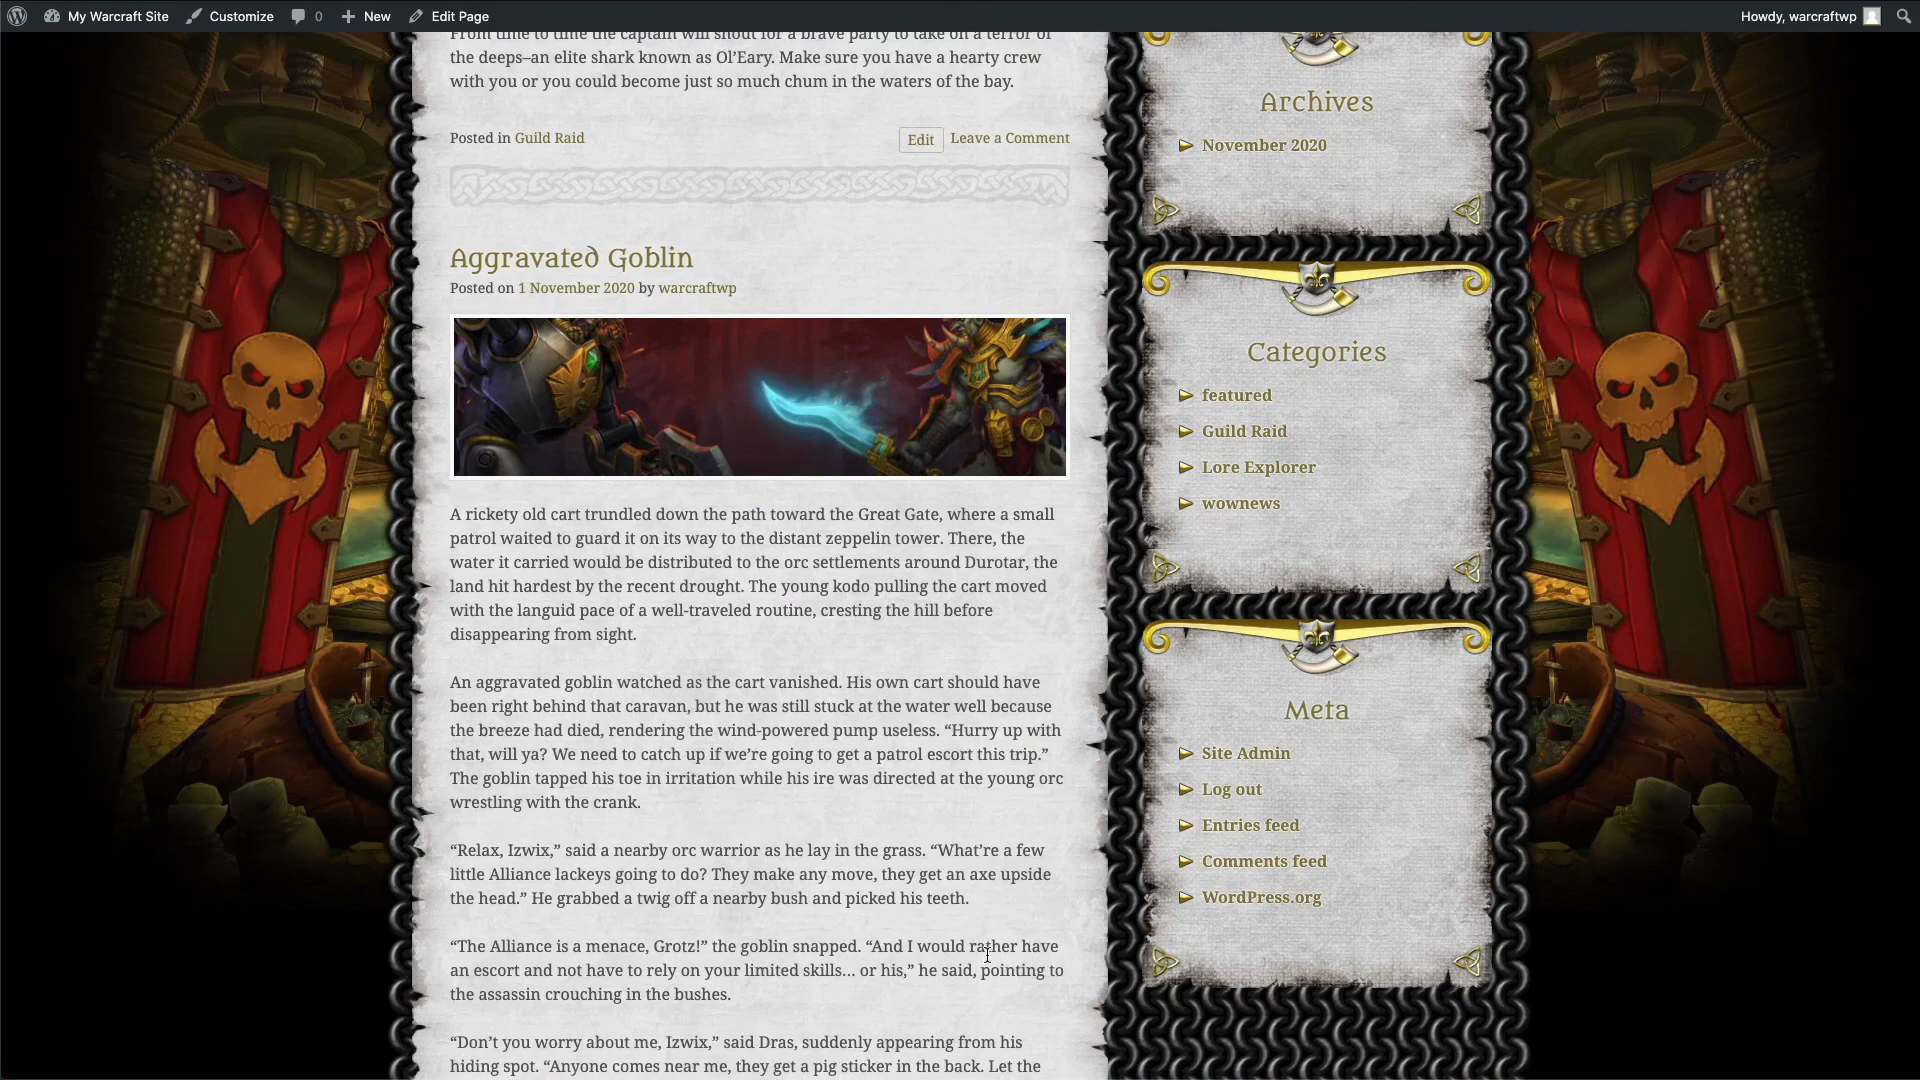 My Warcraft Site
Customize
0
New
Edit Page
Howdy, warcraftwp
From time to time the captain will shout for a brave party to take on a terror of
the deeps–an elite shark known as Ol’Eary. Make sure you have a hearty crew
with you or you could become just so much chum in the waters of the bay.
Posted in Guild Raid
Edit
Leave a Comment
Aggravated Goblin
Posted on 1 November 2020 by warcraftwp
A rickety old cart trundled down the path toward the Great Gate, where a small
patrol waited to guard it on its way to the distant zeppelin tower. There, the
water it carried would be distributed to the orc settlements around Durotar, the
land hit hardest by the recent drought. The young kodo pulling the cart moved
with the languid pace of a well-traveled routine, cresting the hill before
disappearing from sight.
An aggravated goblin watched as the cart vanished. His own cart should have
been right behind that caravan, but he was still stuck at the water well because
the breeze had died, rendering the wind-powered pump useless. “Hurry up with
that, will ya? We need to catch up if we’re going to get a patrol escort this trip.”
The goblin tapped his toe in irritation while his ire was directed at the young orc
wrestling with the crank.
“Relax, Izwix,” said a nearby orc warrior as he lay in the grass. “What’re a few
little Alliance lackeys going to do? They make any move, they get an axe upside
the head.” He grabbed a twig off a nearby bush and picked his teeth.
“The Alliance is a menace, Grotz!” the goblin snapped. “And I would rather have
an escort and not have to rely on your limited skills… or his,” he said, pointing to
the assassin crouching in the bushes.
“Don’t you worry about me, Izwix,” said Dras, suddenly appearing from his
hiding spot. “Anyone comes near me, they get a pig sticker in the back. Let the
Archives
November 2020
Categories
featured
Guild Raid
Lore Explorer
wownews
Meta
Site Admin
Log out
Entries feed
Comments feed
WordPress.org